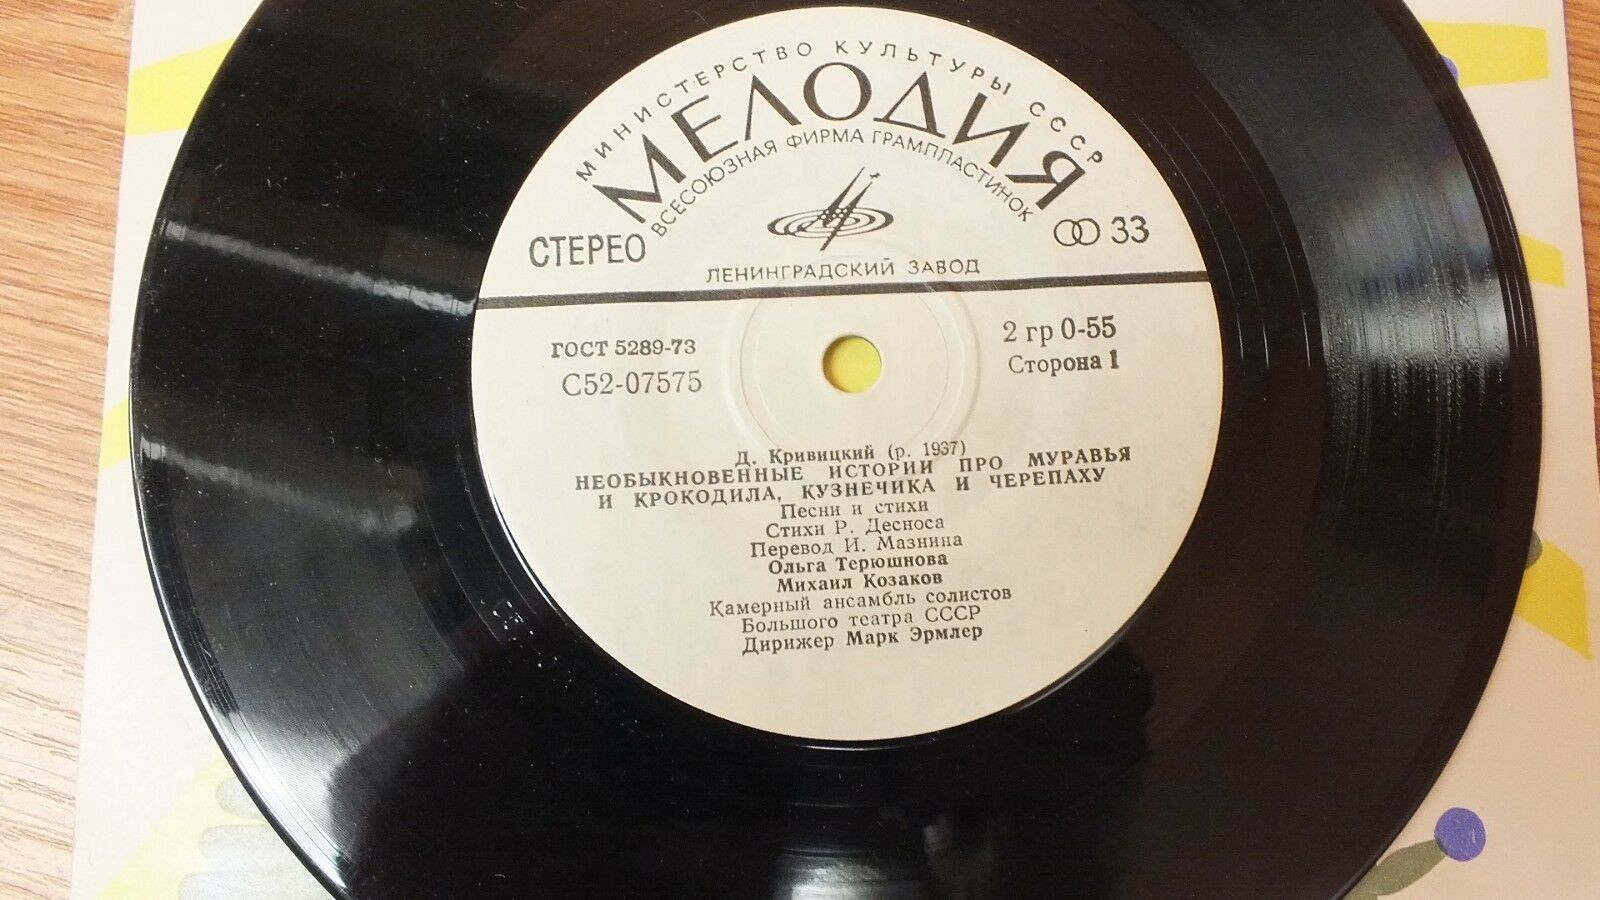 МИНИСТЕРСТВО КУЛЬТУРЫ СССР
МЕЛОДИЯ
ВСЕСОЮЗНАЯ ФИРМА ГРАМПЛАСТИНОК
СТЕРЕО
33
ЛЕНИНГРАДСКИЙ ЗАВОД
ГОСТ 5289-73
2 гр 0-55
С52-07575
Сторона 1
Д. Кривицкий (р. 1937)
НЕОБЫКНОВЕННЫЕ ИСТОРИИ ПРО МУРАВЬЯ
И КРОКОДИЛА, КУЗНЕЧИКА И ЧЕРЕПАХУ
Песни и стихи
Стихи Р. Десноса
Перевод И. Мазнина
Ольга Терюшнова
Михаил Козаков
Камерный ансамбль солистов
Большого театра СССР
Дирижер Марк Эрмлер